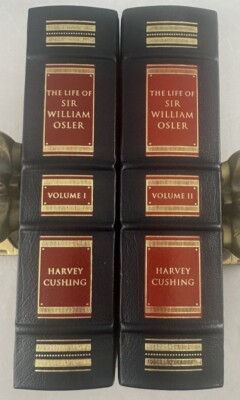 THE LIFE OF
SIR
WILLIAM
OSLER
VOLUME I
HARVEY
CUSHING
THE LIFE OF
SIR
WILLIAM
OSLER
VOLUME II
HARVEY
CUSHING